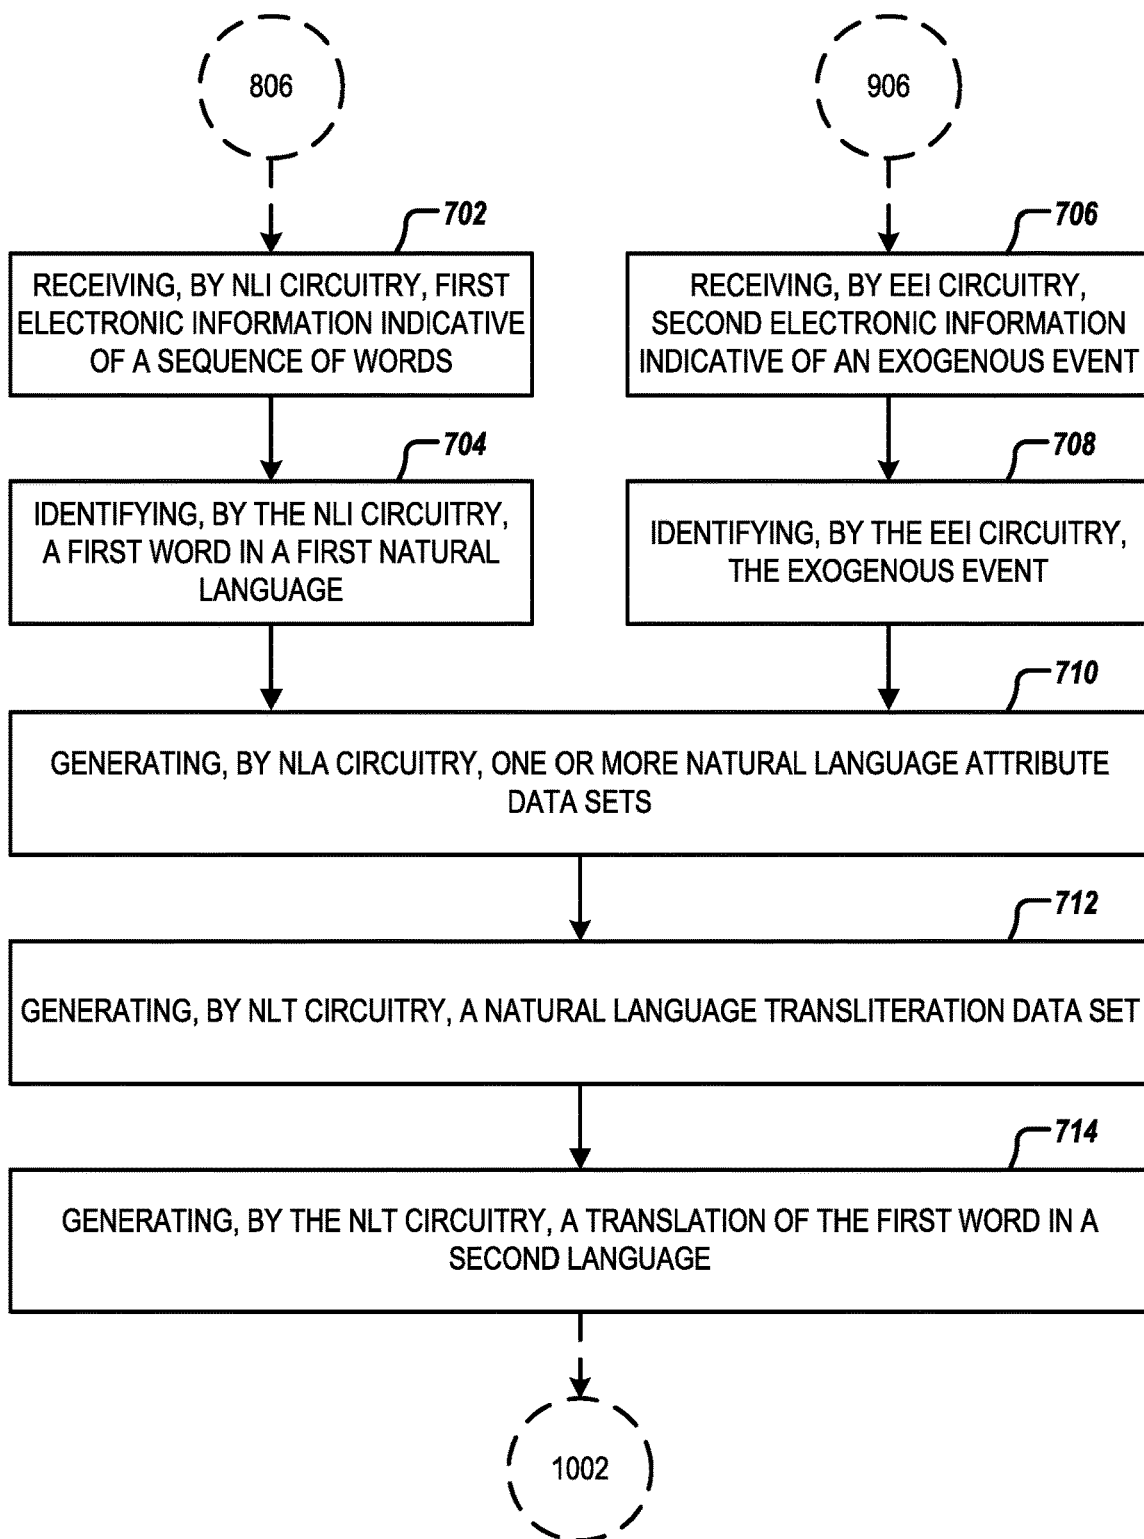 806
906
702
706
RECEIVING, BY NLI CIRCUITRY, FIRST
ELECTRONIC INFORMATION INDICATIVE
OF A SEQUENCE OF WORDS
RECEIVING, BY EEI CIRCUITRY,
SECOND ELECTRONIC INFORMATION
INDICATIVE OF AN EXOGENOUS EVENT
704
708
IDENTIFYING, BY THE NLI CIRCUITRY,
A FIRST WORD IN A FIRST NATURAL
LANGUAGE
IDENTIFYING, BY THE EEI CIRCUITRY,
THE EXOGENOUS EVENT
710
GENERATING, BY NLA CIRCUITRY, ONE OR MORE NATURAL LANGUAGE ATTRIBUTE
DATA SETS
712
GENERATING, BY NLT CIRCUITRY, A NATURAL LANGUAGE TRANSLITERATION DATA SET
714
GENERATING, BY THE NLT CIRCUITRY, A TRANSLATION OF THE FIRST WORD IN A
SECOND LANGUAGE
1002